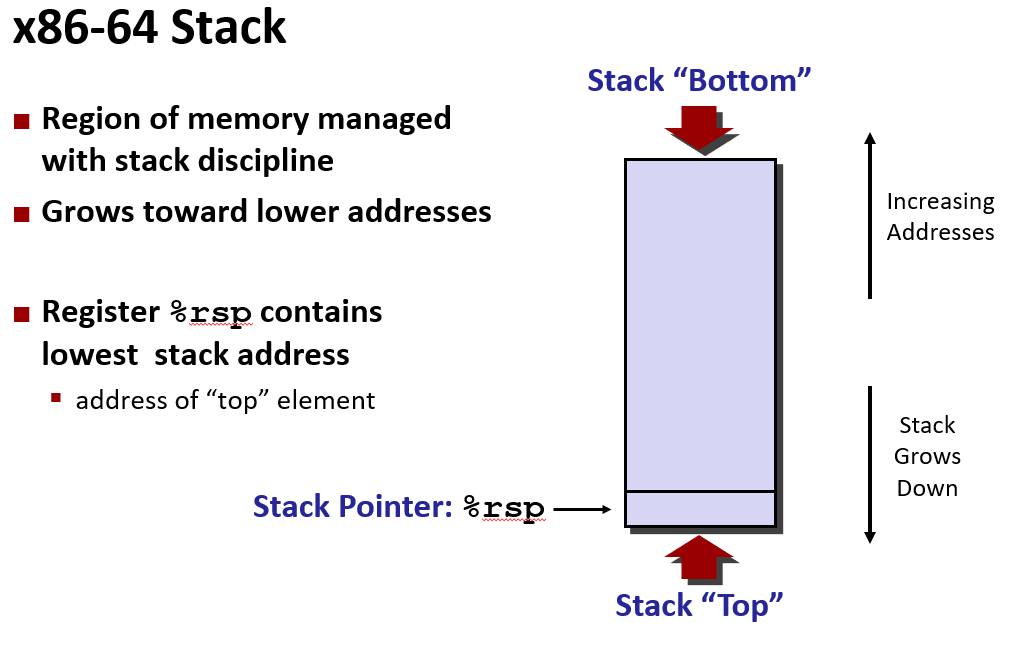 x86-64 Stack
Region of memory managed
with stack discipline
Grows toward lower addresses
Register %rsp contains
lowest stack address
address of “top” element
Stack Pointer: %rsp
Stack “Bottom”
Increasing
Addresses
Stack
Grows
Down
Stack “Top”